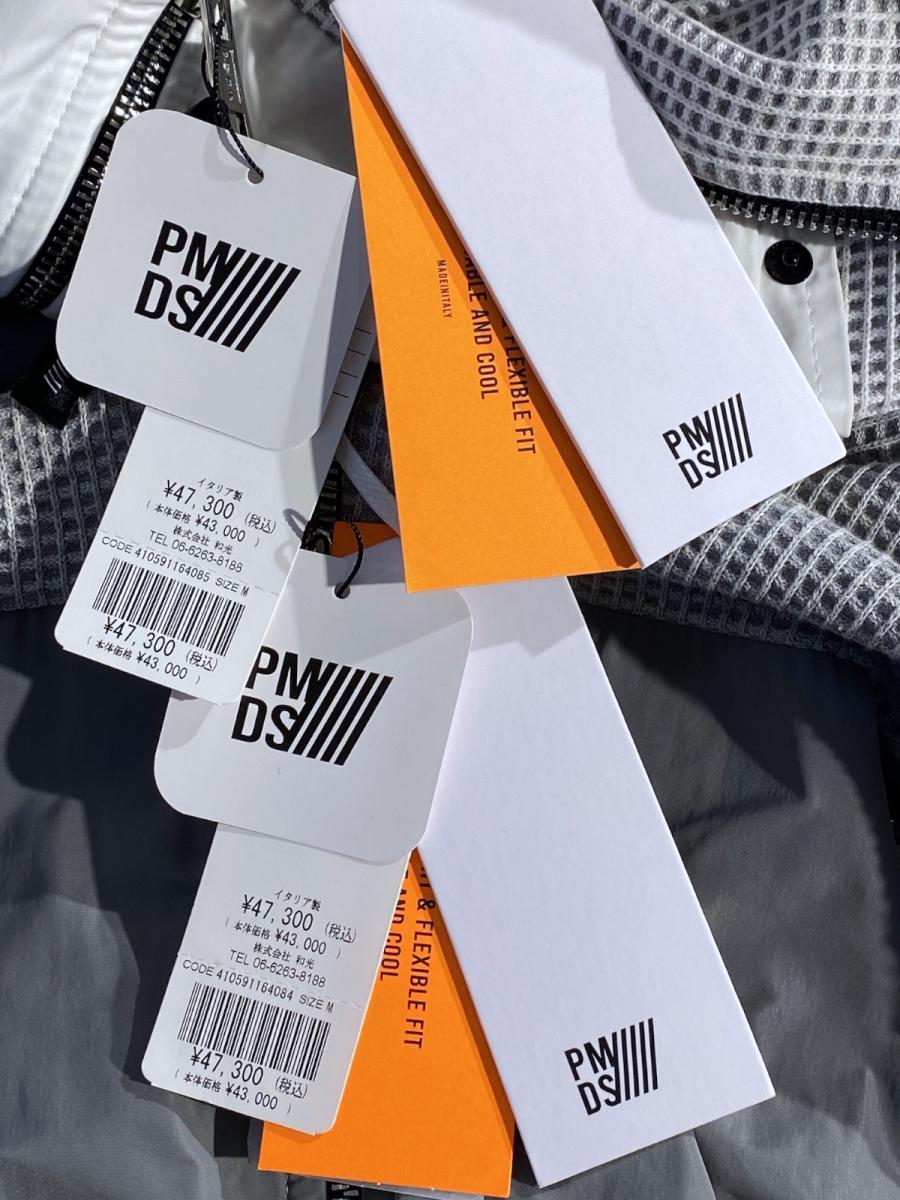 PM
DS
MADEINITALY
ABLE AND COOL
& FLEXIBLE FIT
PM
DS
イタリア製
¥47,300 (税込)
( 本体価格 ¥43,000 )
株式会社 和光
TEL 06-6263-8188
CODE 410591164085 SIZE M
¥47,300 (税込)
( 本体価格 ¥43,000 )
PM
DS
& FLEXIBLE FIT
AND COOL
イタリア製
¥47,300 (税込)
( 本体価格 ¥43,000 )
株式会社 和光
TEL 06-6263-8188
CODE 410591164084 SIZE M
¥47,300 (税込)
( 本体価格 ¥43,000 )
PM
DS